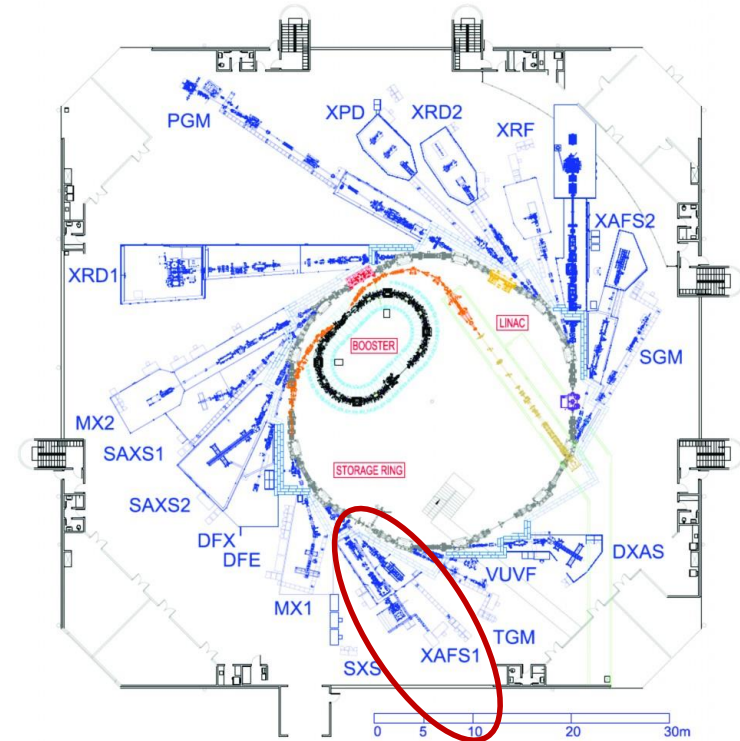 PGM
XPD
XRD2
XRF
XAFS2
XRD1
LINAC
BOOSTER
SGM
MX2
SAXS1
STORAGE RING
SAXS2
DFX
DFE
DXAS
VUVF
MX1
TGM
XAFS1
SXS
0 5 10 20 30m